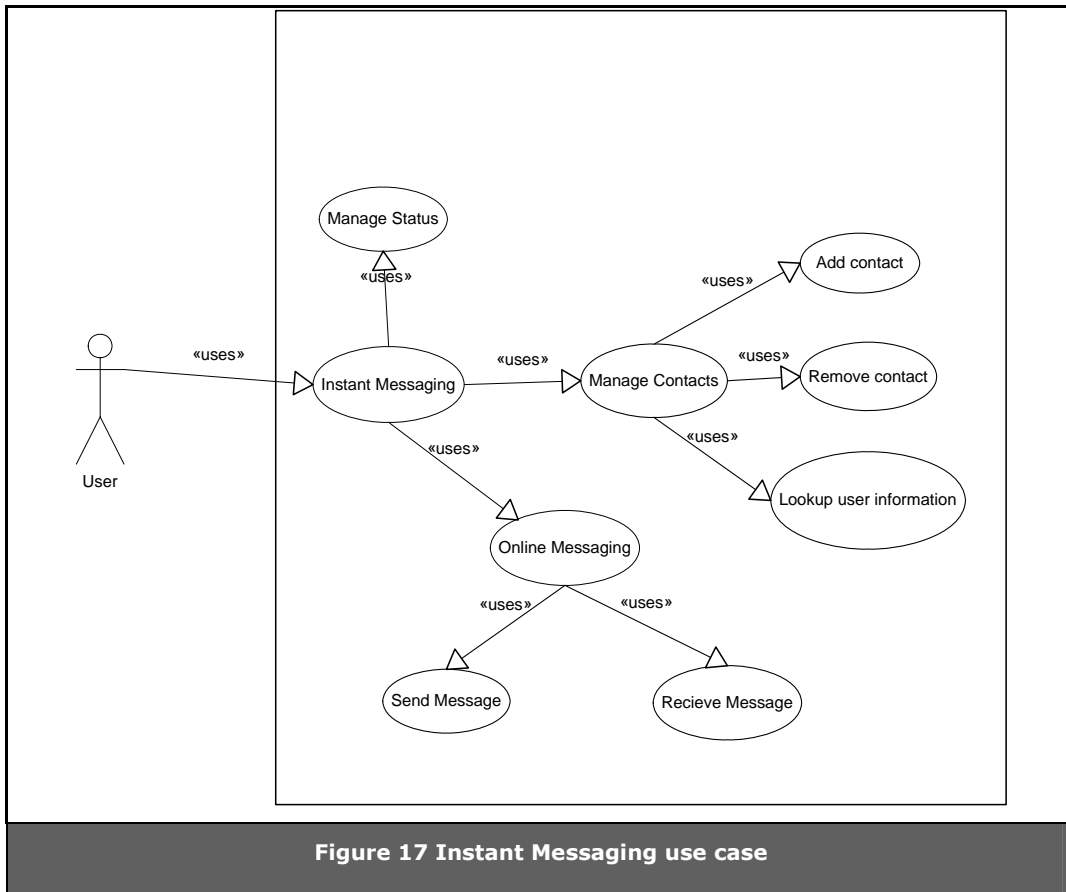 Manage Status
«uses»
Add contact
«uses»
«uses»
Instant Messaging
«uses»
Manage Contacts
«uses»
Remove contact
User
«uses»
«uses»
Lookup user information
Online Messaging
«uses»
«uses»
Send Message
Recieve Message
Figure 17 Instant Messaging use case